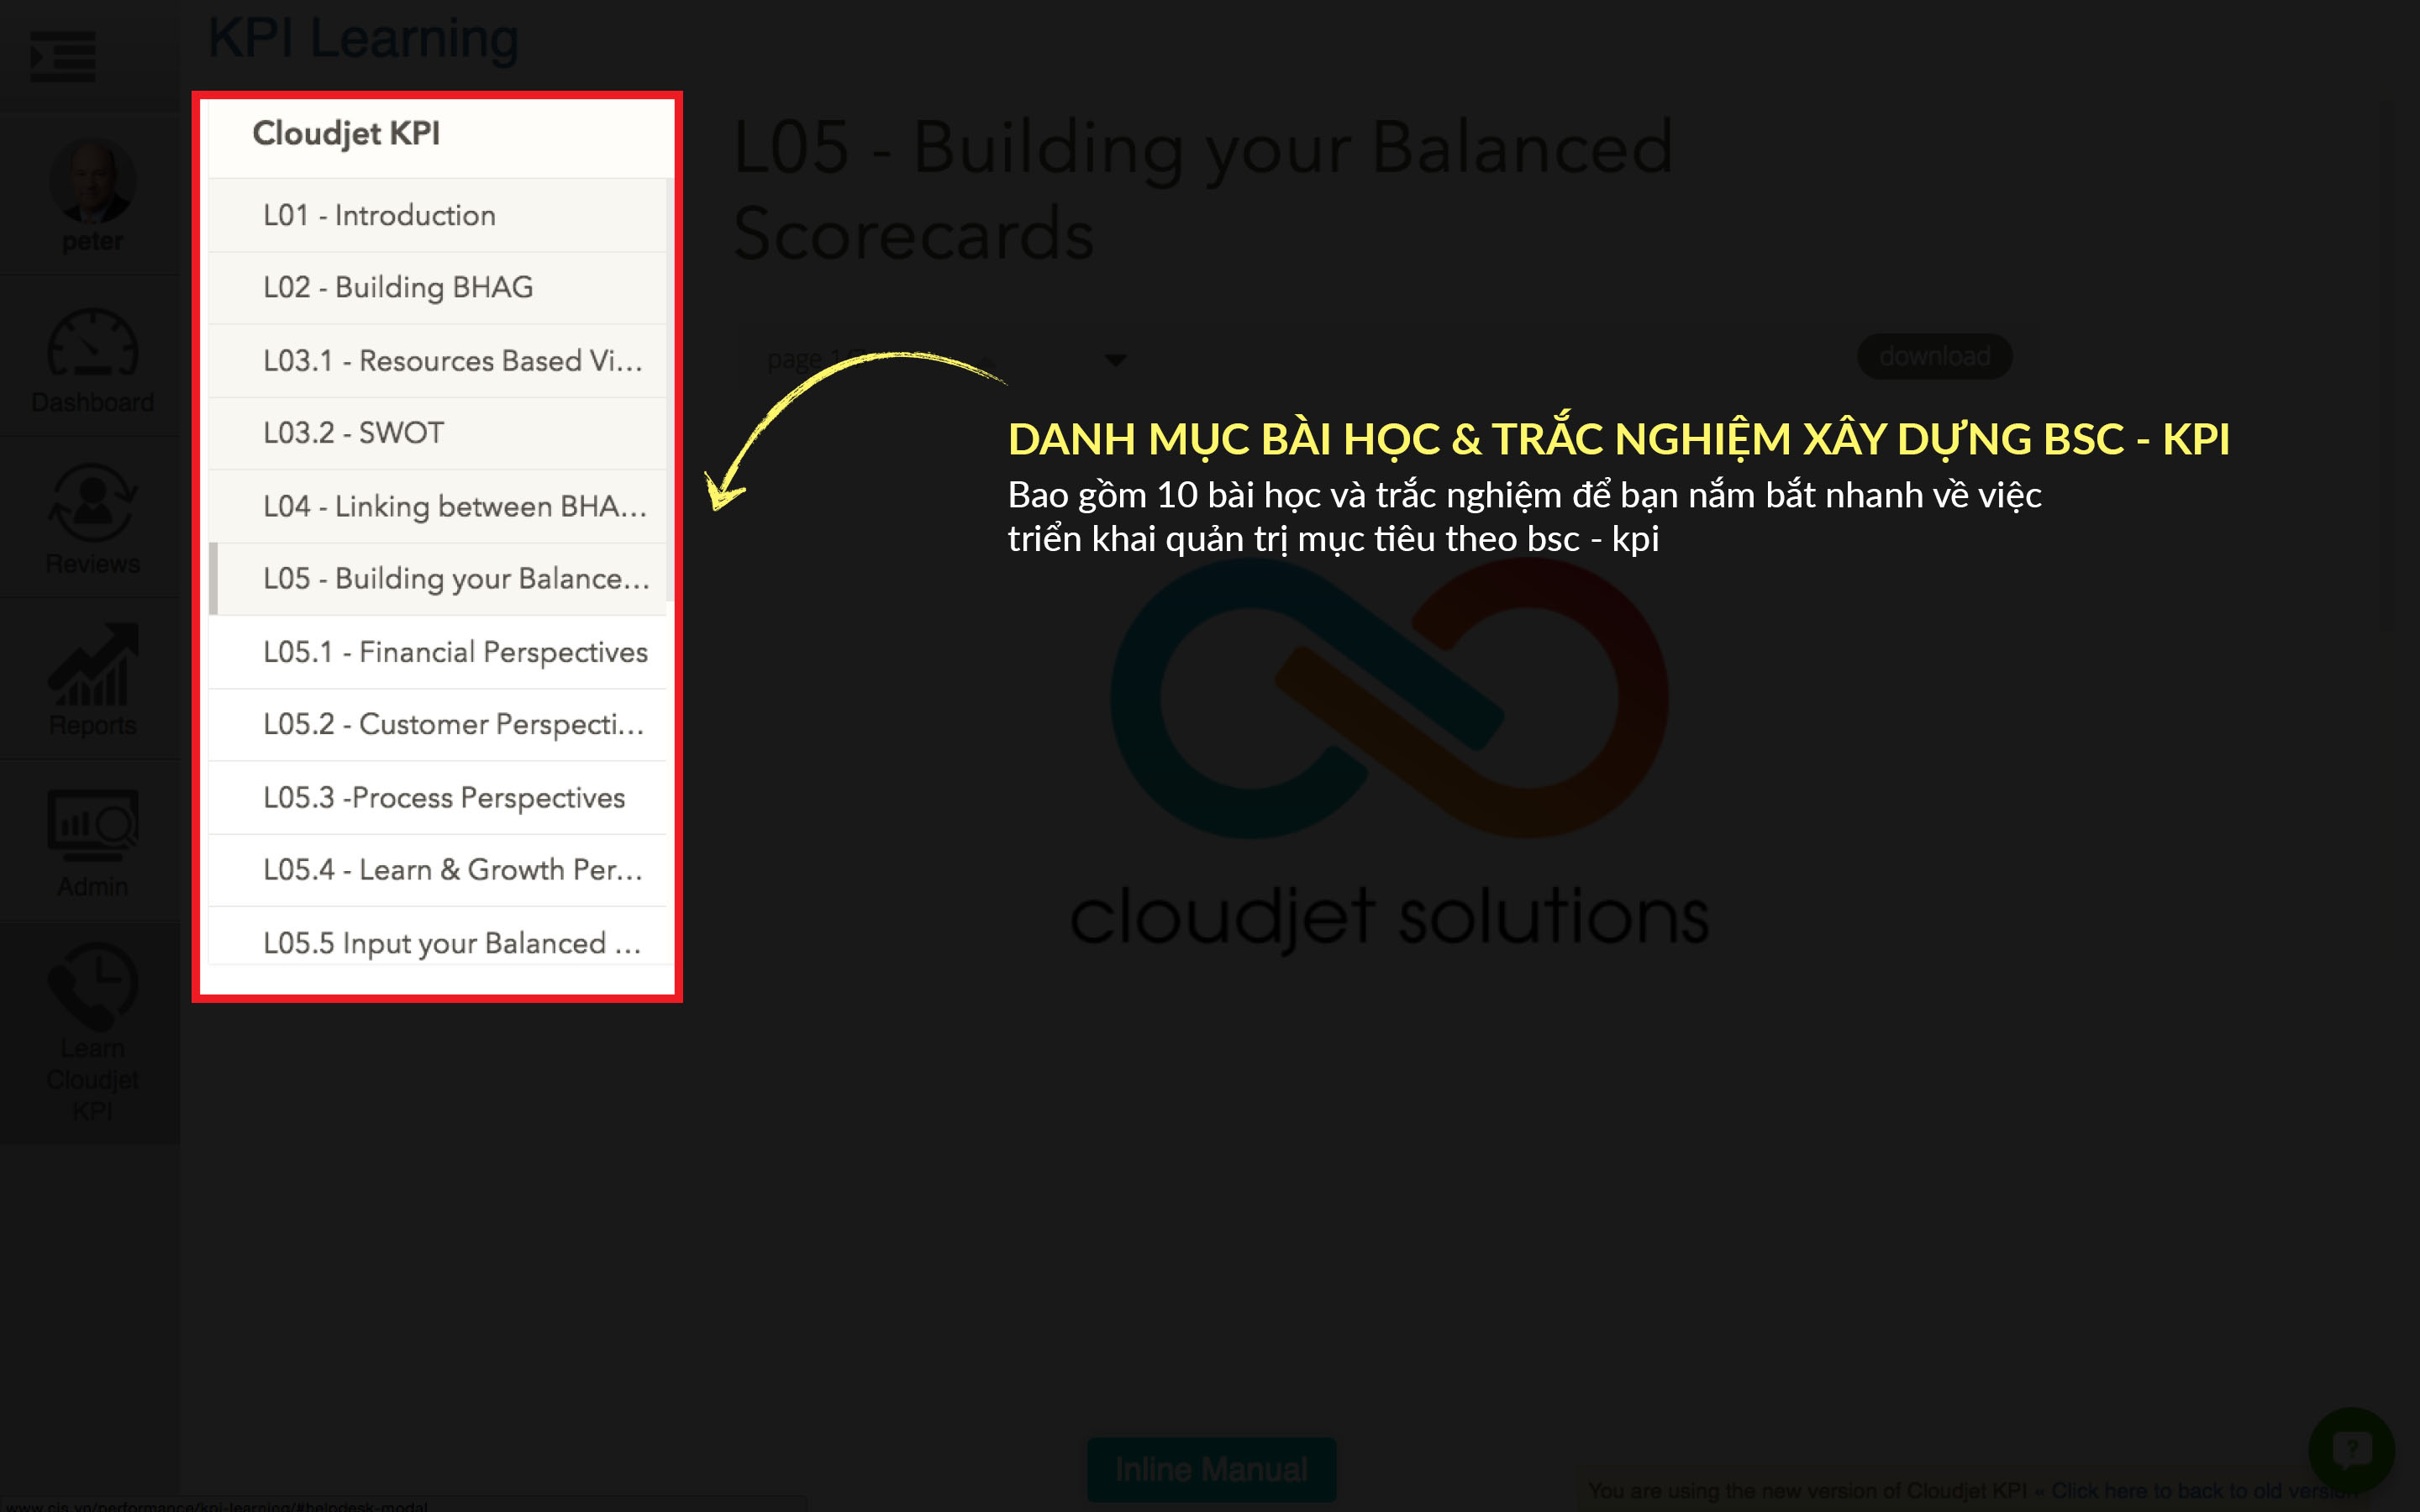 KPI Learning
peter
Dashboard
Reviews
Reports
Admin
Learn
Cloudjet
KPI
Cloudjet KPI
L01 - Introduction
L02 - Building BHAG
L03.1 - Resources Based Vi...
L03.2 - SWOT
L04 - Linking between BHA...
L05 - Building your Balance...
L05.1 - Financial Perspectives
L05.2 - Customer Perspecti...
L05.3 -Process Perspectives
L05.4 - Learn & Growth Per...
L05.5 Input your Balanced ...
L05 - Building your Balanced
Scorecards
page
download
DANH MỤC BÀI HỌC & TRẮC NGHIỆM XÂY DỰNG BSC - KPI
Bao gồm 10 bài học và trắc nghiệm để bạn nắm bắt nhanh về việc
triển khai quản trị mục tiêu theo bsc - kpi
cloudjet solutions
Inline Manual
You are using the new version of Cloudjet KPI « Click here to back to old version
www.cjs.vn/performance/kpi-learning/#helpdesk-modal